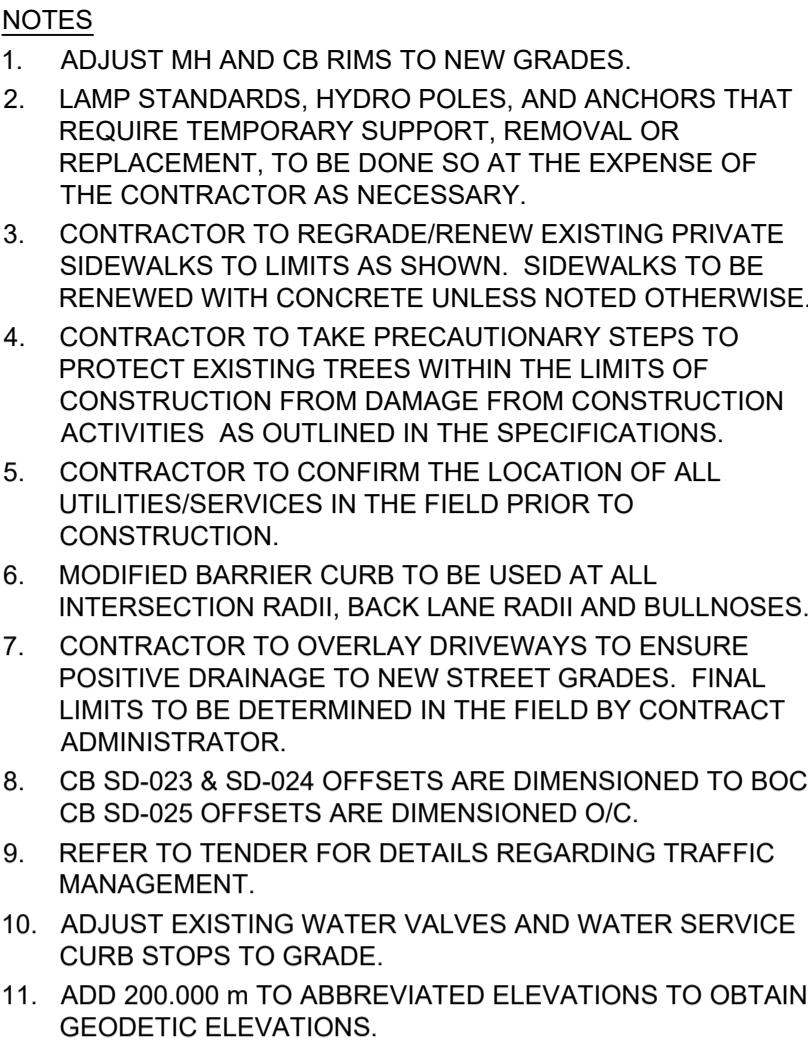 NOTES
1. ADJUST MH AND CB RIMS TO NEW GRADES.
2. LAMP STANDARDS, HYDRO POLES, AND ANCHORS THAT
REQUIRE TEMPORARY SUPPORT, REMOVAL OR
REPLACEMENT, TO BE DONE SO AT THE EXPENSE OF
THE CONTRACTOR AS NECESSARY.
3. CONTRACTOR TO REGRADE/RENEW EXISTING PRIVATE
SIDEWALKS TO LIMITS AS SHOWN. SIDEWALKS TO BE
RENEWED WITH CONCRETE UNLESS NOTED OTHERWISE.
4. CONTRACTOR TO TAKE PRECAUTIONARY STEPS TO
PROTECT EXISTING TREES WITHIN THE LIMITS OF
CONSTRUCTION FROM DAMAGE FROM CONSTRUCTION
ACTIVITIES AS OUTLINED IN THE SPECIFICATIONS.
5. CONTRACTOR TO CONFIRM THE LOCATION OF ALL
UTILITIES/SERVICES IN THE FIELD PRIOR TO
CONSTRUCTION.
6. MODIFIED BARRIER CURB TO BE USED AT ALL
INTERSECTION RADII, BACK LANE RADII AND BULLNOSES.
7. CONTRACTOR TO OVERLAY DRIVEWAYS TO ENSURE
POSITIVE DRAINAGE TO NEW STREET GRADES. FINAL
LIMITS TO BE DETERMINED IN THE FIELD BY CONTRACT
ADMINISTRATOR.
8. CB SD-023 & SD-024 OFFSETS ARE DIMENSIONED TO BOC
CB SD-025 OFFSETS ARE DIMENSIONED O/C.
9. REFER TO TENDER FOR DETAILS REGARDING TRAFFIC
MANAGEMENT.
10. ADJUST EXISTING WATER VALVES AND WATER SERVICE
CURB STOPS TO GRADE.
11. ADD 200.000 m TO ABBREVIATED ELEVATIONS TO OBTAIN
GEODETIC ELEVATIONS.